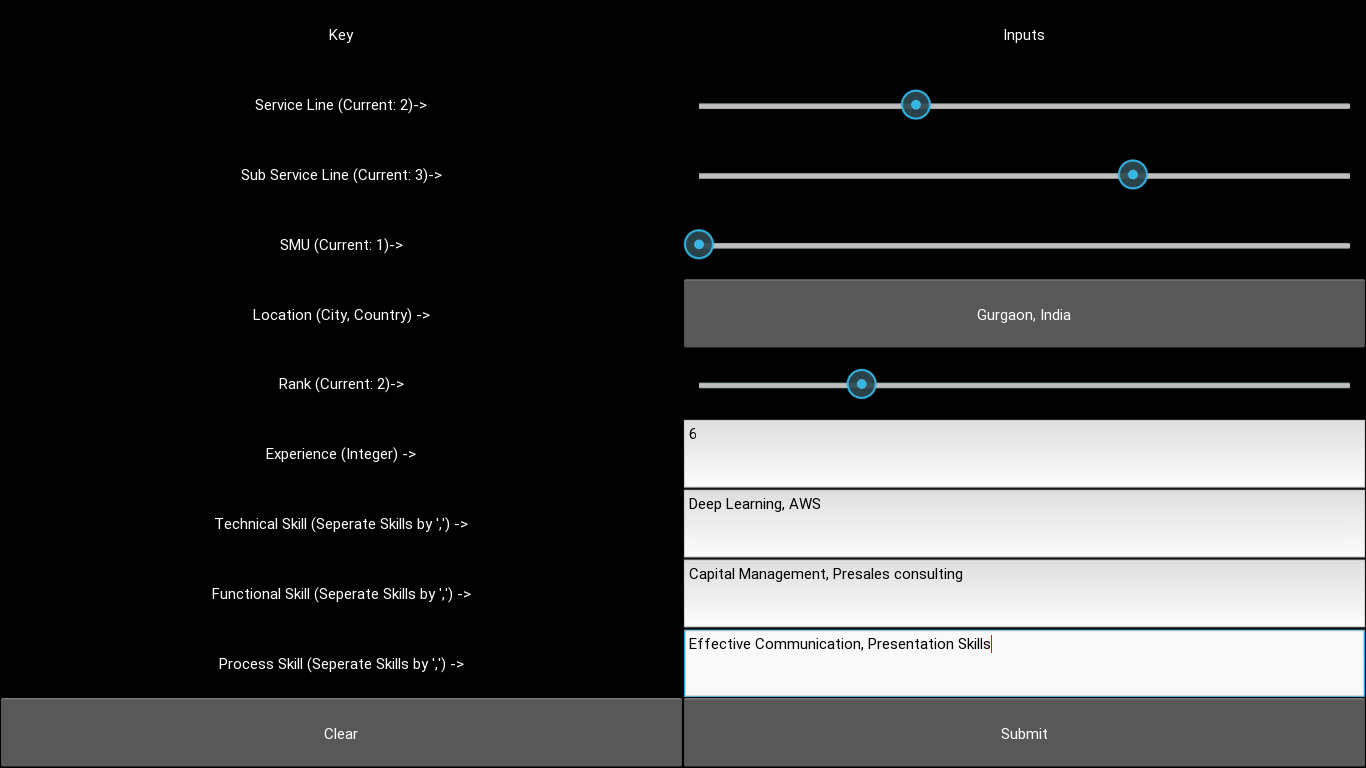 Key Inputs
Service Line (Current: 2)->
Sub Service Line (Current: 3)->
SMU (Current: 1)->
Location (City, Country) -> Gurgaon, India
Rank (Current: 2)->
Experience (Integer) -> 6
Technical Skill (Seperate Skills by ',') -> Deep Learning, AWS
Functional Skill (Seperate Skills by ',') -> Capital Management, Presales consulting
Process Skill (Seperate Skills by ',') -> Effective Communication, Presentation Skills
Clear Submit